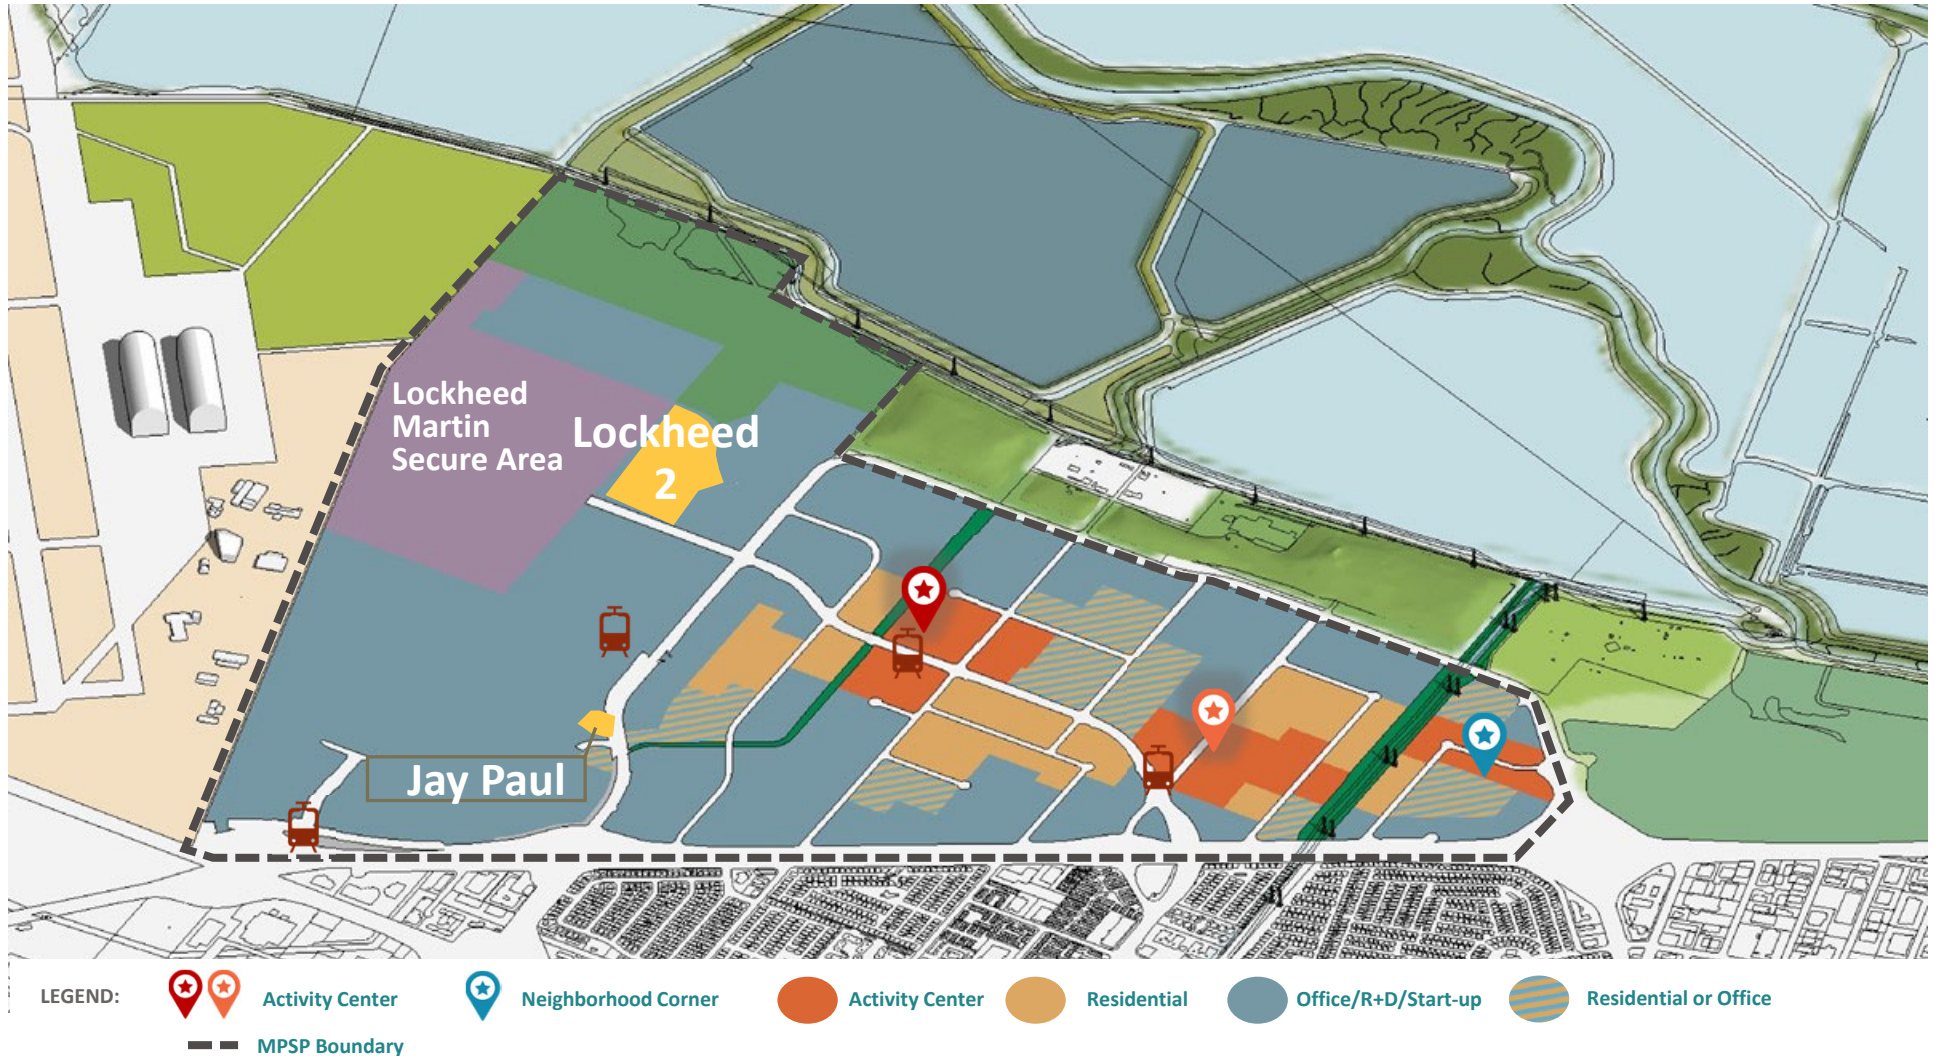 Lockheed
Martin
Secure Area
Lockheed
2
Jay Paul
LEGEND:
Activity Center
Neighborhood Corner
Activity Center
Residential
Office/R+D/Start-up
Residential or Office
MPSP Boundary